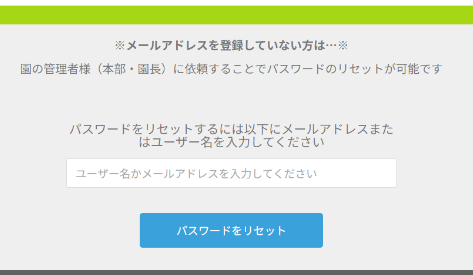 ※メールアドレスを登録していない方は…※
園の管理者様（本部・園長）に依頼することでパスワードのリセットが可能です
パスワードをリセットするには以下にメールアドレスまた
はユーザー名を入力してください
ユーザー名かメールアドレスを入力してください
パスワードをリセット